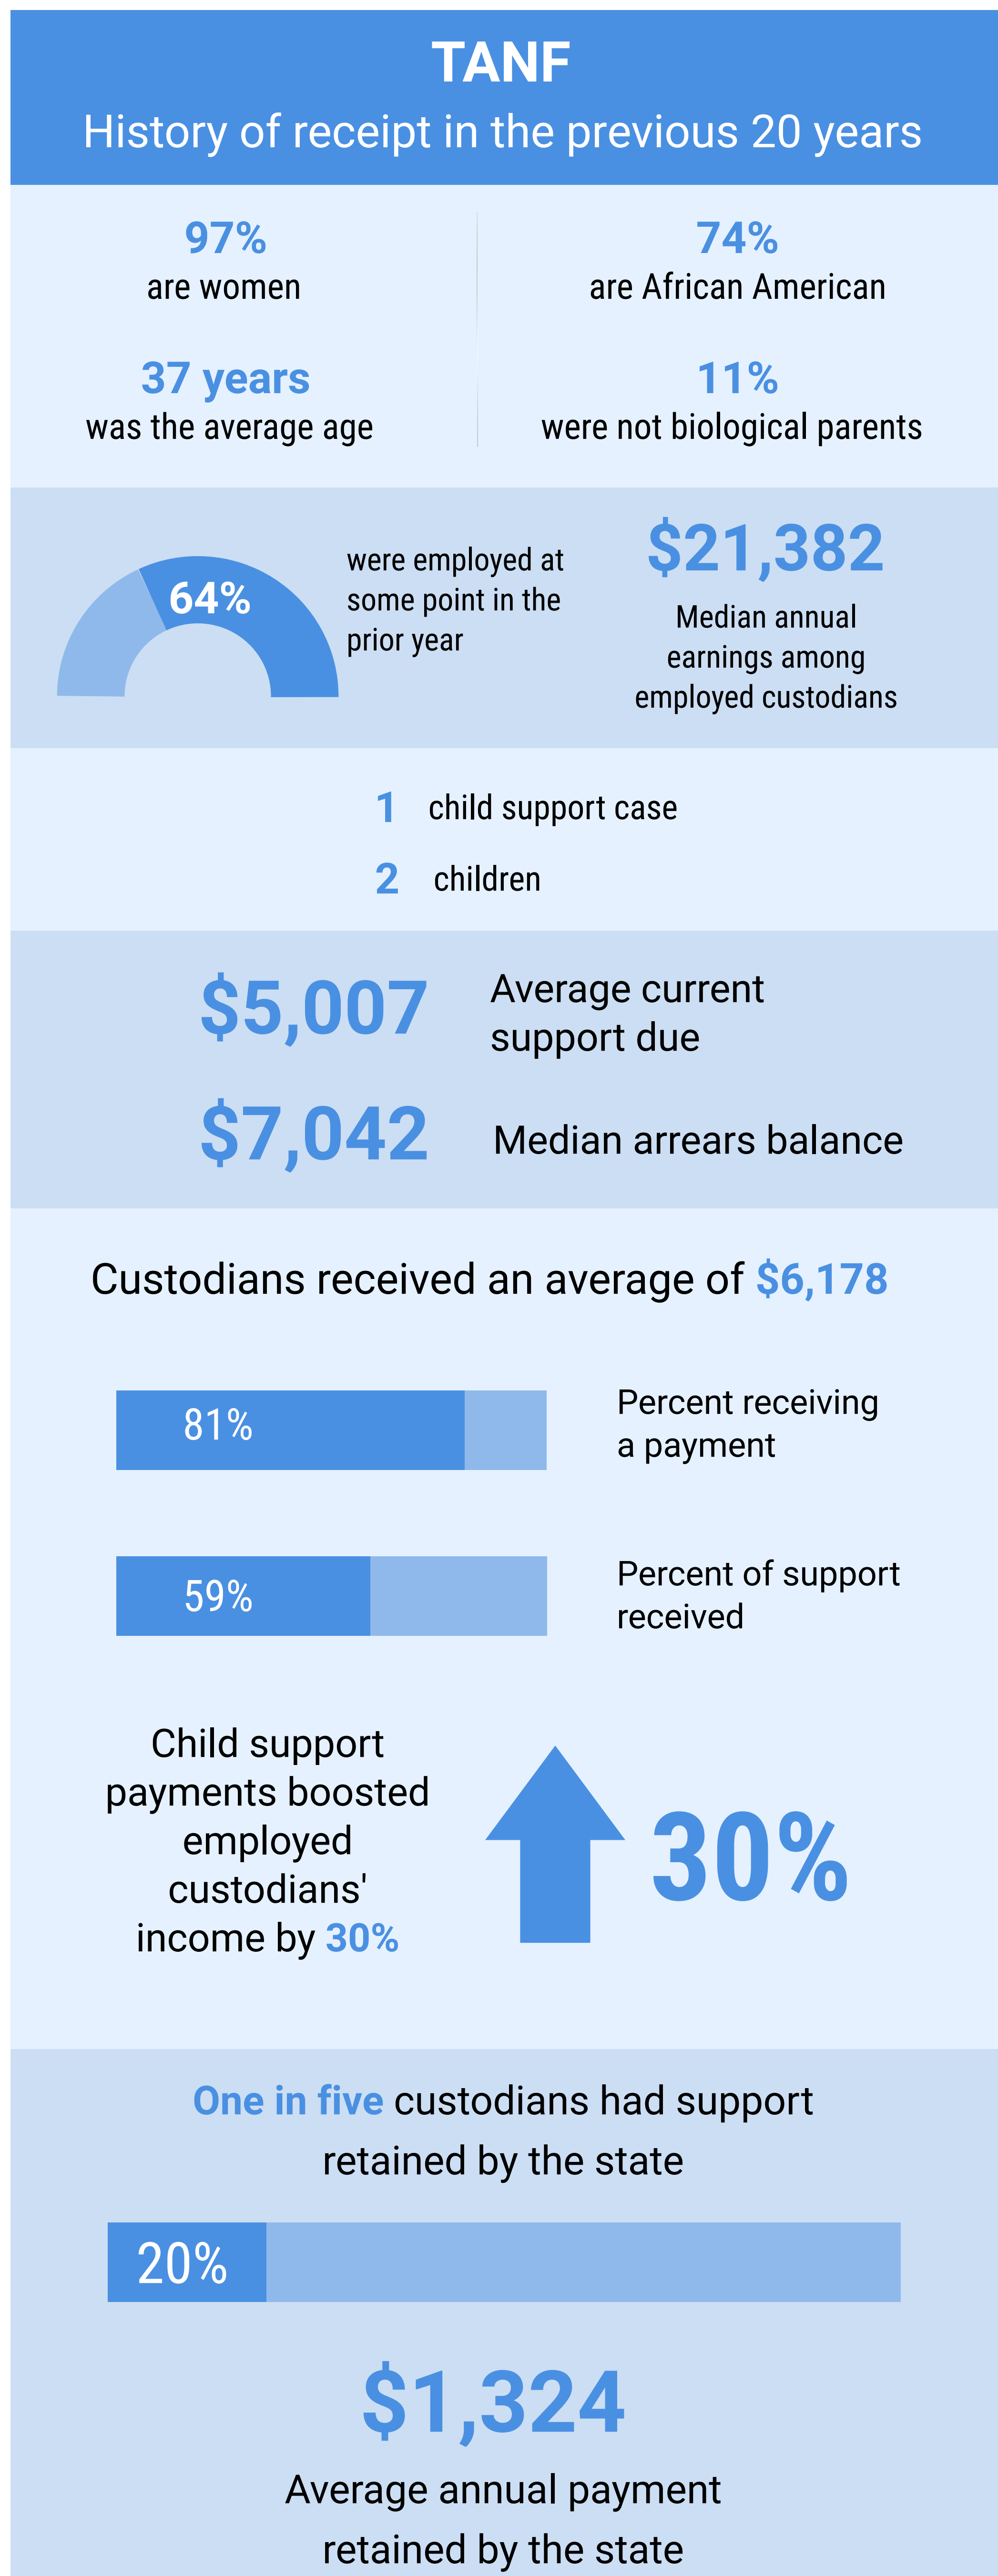 TANF
History of receipt in the previous 20 years
97%
are women
74%
are African American
37 years
was the average age
11%
were not biological parents
64%
were employed at
some point in the
prior year
$21,382
Median annual
earnings among
employed custodians
1 child support case
2 children
$5,007
Average current
support due
$7,042
Median arrears balance
Custodians received an average of $6,178
81%
Percent receiving
a payment
59%
Percent of support
received
Child support
payments boosted
employed
custodians'
income by 30%
30%
One in five custodians had support
retained by the state
20%
$1,324
Average annual payment
retained by the state